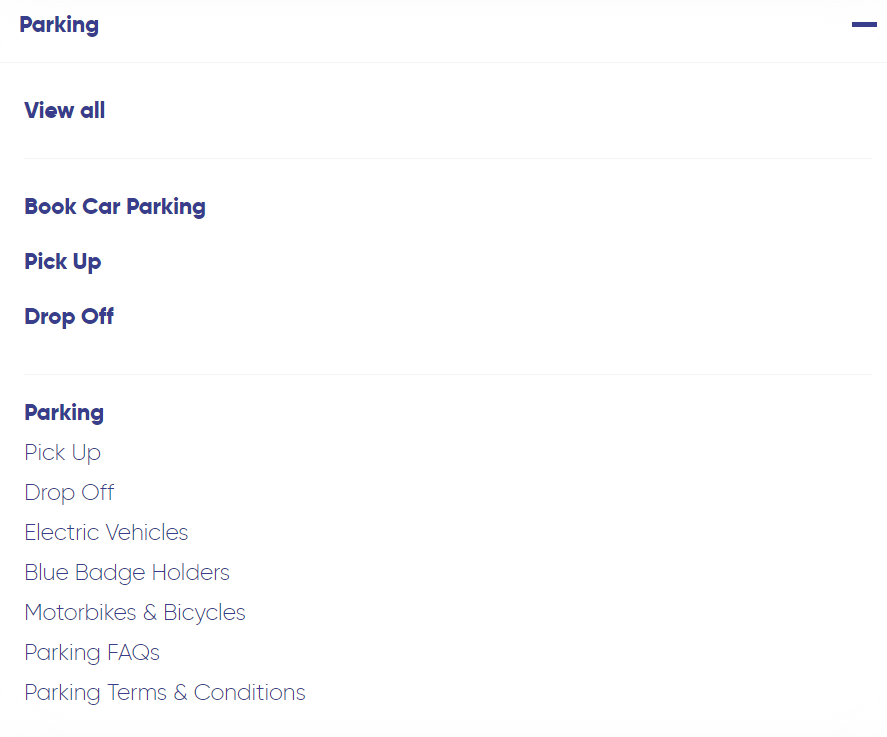 Parking
View all
Book Car Parking
Pick Up
Drop Off
Parking
Pick Up
Drop Off
Electric Vehicles
Blue Badge Holders
Motorbikes & Bicycles
Parking FAQs
Parking Terms & Conditions